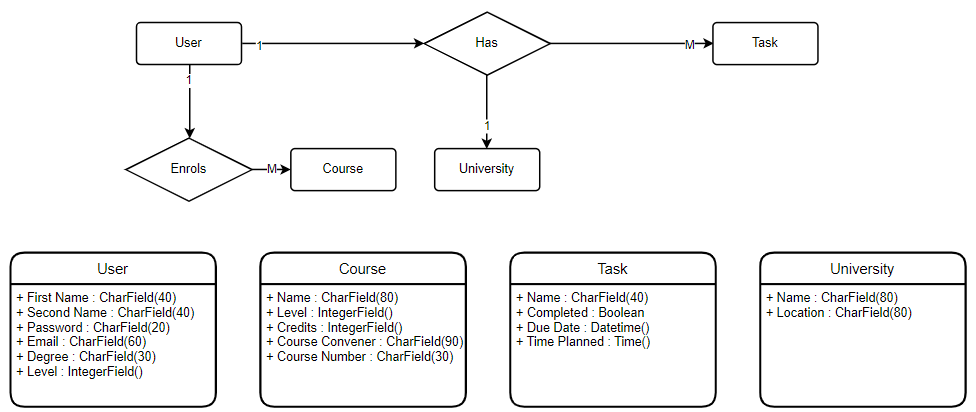 User
1
Has
M
Task
1
1
Enrols
M
Course
University
User
+ First Name : CharField(40)
+ Second Name : CharField(40)
+ Password : CharField(20)
+ Email : CharField(60)
+ Degree : CharField(30)
+ Level : IntegerField()
Course
+ Name : CharField(80)
+ Level : IntegerField()
+ Credits : IntegerField()
+ Course Convener : CharField(90)
+ Course Number : CharField(30)
Task
+ Name : CharField(40)
+ Completed : Boolean
+ Due Date : Datetime()
+ Time Planned : Time()
University
+ Name : CharField(80)
+ Location : CharField(80)